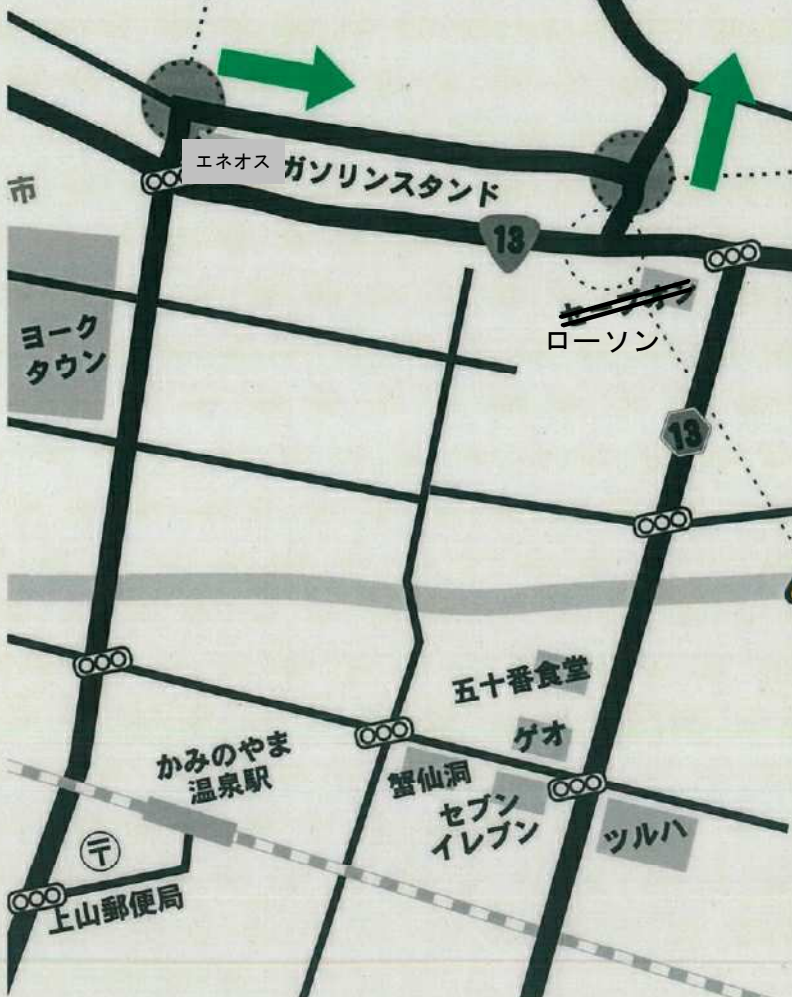 エネオス
ガソリンスタンド
市
13
ローソン
ヨーク
タウン
13
五十番食堂
ゲオ
かみのやま
温泉駅
蟹仙洞
セブン
イレブン
ツルハ
〒
上山郵便局